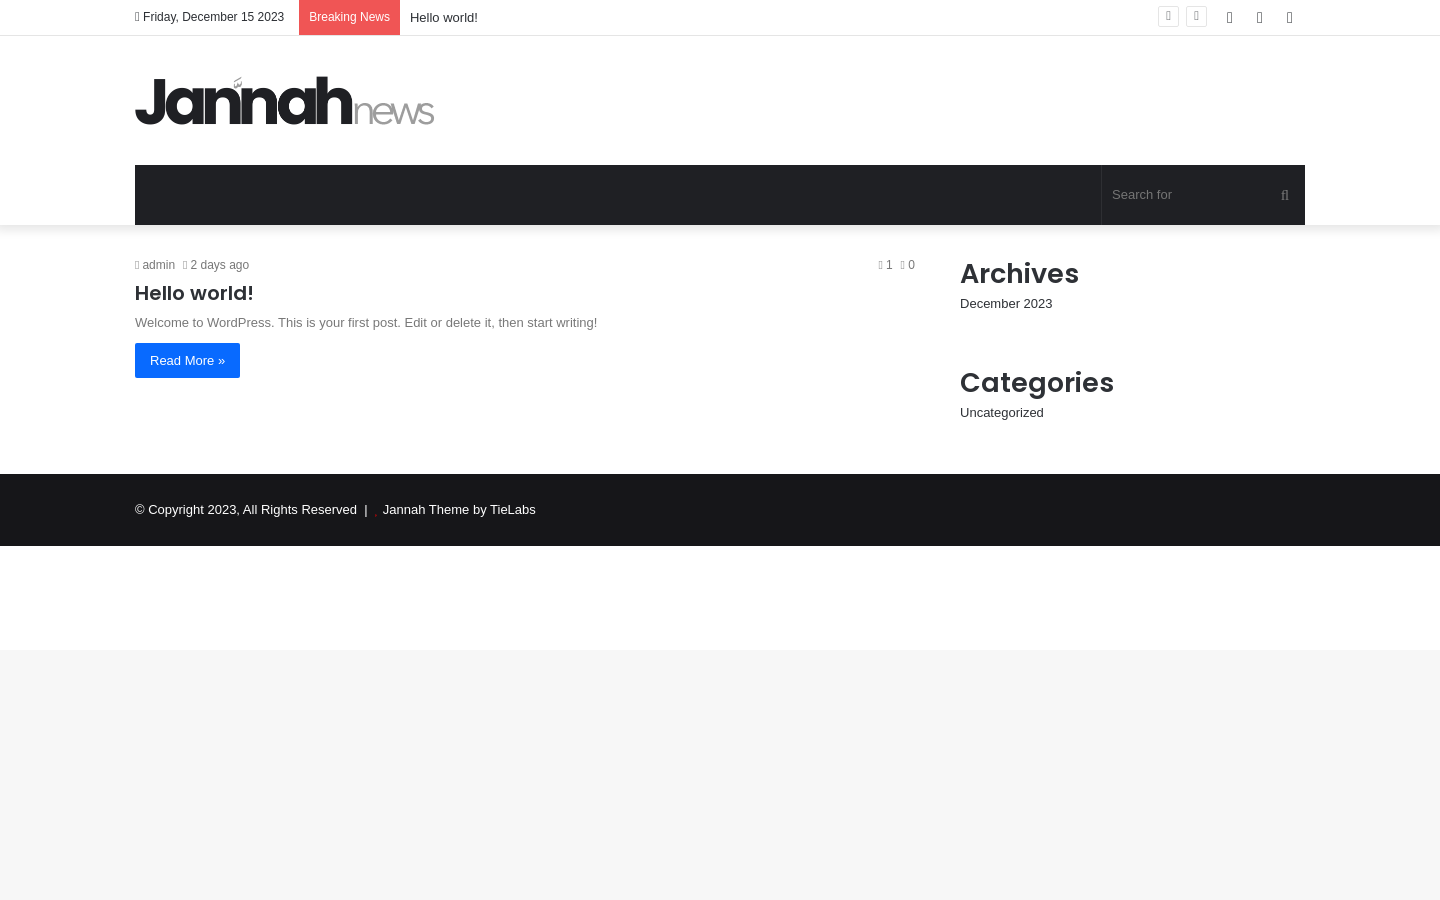 Friday, December 15 2023
Breaking News
Hello world!
Jannah news
Search for
admin 2 days ago 1 0
Hello world!
Welcome to WordPress. This is your first post. Edit or delete it, then start writing!
Read More »
Archives
December 2023
Categories
Uncategorized
© Copyright 2023, All Rights Reserved | Jannah Theme by TieLabs